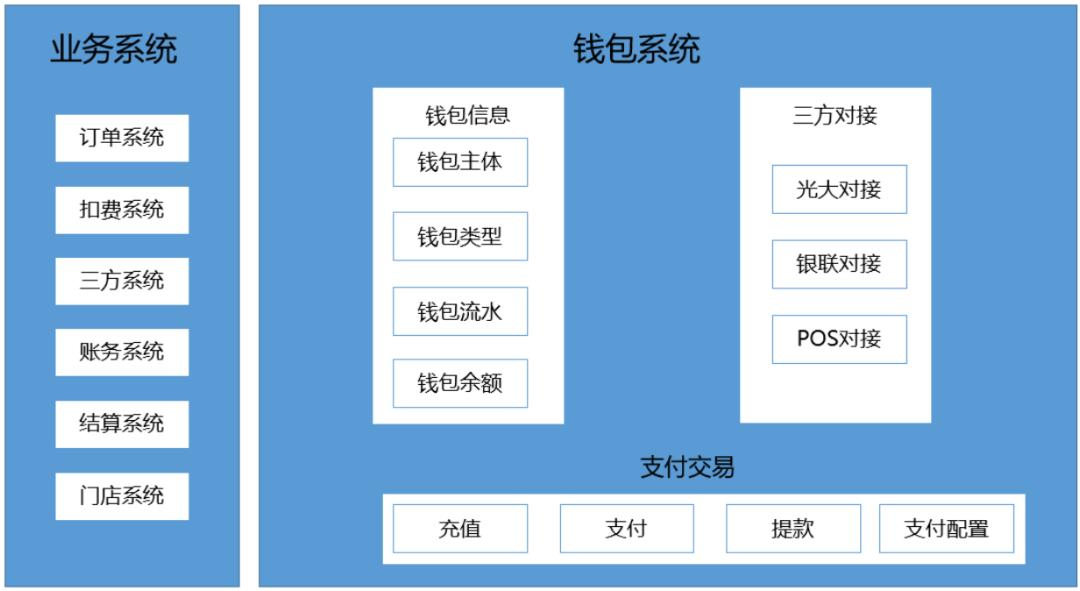 业务系统
订单系统
扣费系统
三方系统
账务系统
结算系统
门店系统
钱包系统
钱包信息
钱包主体
钱包类型
钱包流水
钱包余额
三方对接
光大对接
银联对接
POS对接
支付交易
充值
支付
提款
支付配置